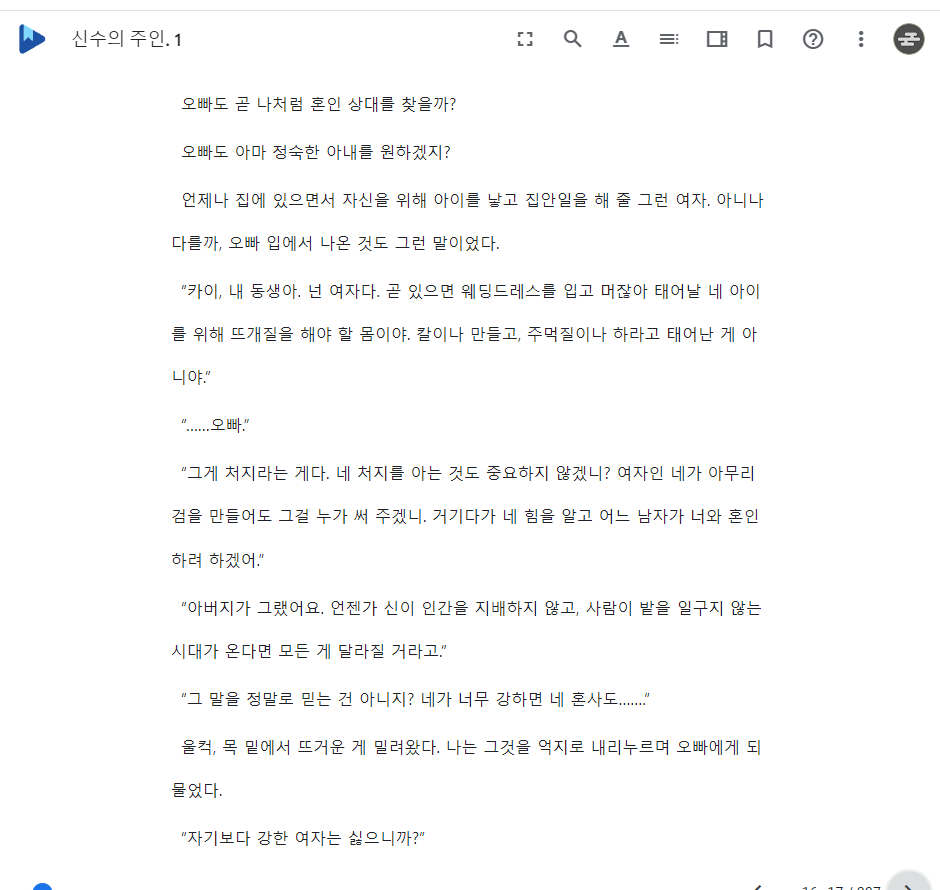 신수의 주인. 1
오빠도 곧 나처럼 혼인 상대를 찾을까?
오빠도 아마 정숙한 아내를 원하겠지?
언제나 집에 있으면서 자신을 위해 아이를 낳고 집안일을 해 줄 그런 여자. 아니나
다를까, 오빠 입에서 나온 것도 그런 말이었다.
“카이, 내 동생아. 넌 여자다. 곧 있으면 웨딩드레스를 입고 머잖아 태어날 네 아이
를 위해 뜨개질을 해야 할 몸이야. 칼이나 만들고, 주먹질이나 하라고 태어난 게 아
니야.”
“……오빠.”
“그게 처지라는 게다. 네 처지를 아는 것도 중요하지 않겠니? 여자인 네가 아무리
검을 만들어도 그걸 누가 써 주겠니. 거기다가 네 힘을 알고 어느 남자가 너와 혼인
하려 하겠어.”
“아버지가 그랬어요. 언젠가 신이 인간을 지배하지 않고, 사람이 밭을 일구지 않는
시대가 온다면 모든 게 달라질 거라고.”
“그 말을 정말로 믿는 건 아니지? 네가 너무 강하면 네 혼사도…….”
울컥, 목 밑에서 뜨거운 게 밀려왔다. 나는 그것을 억지로 내리누르며 오빠에게 되
물었다.
“자기보다 강한 여자는 싫으니까?”